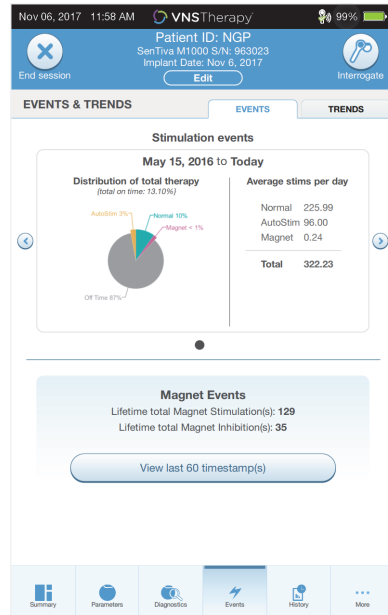 Nov 06, 2017 11:58 AM VNSTherapy 99%
Patient ID: NGP
SenTiva M1000 S/N: 963023
Implant Date: Nov 6, 2017
End session Edit Interrogate
EVENTS & TRENDS EVENTS TRENDS
Stimulation events
May 15, 2016 to Today
Distribution of total therapy
(total on time: 13.10%)
AutoStim 3%
Normal 10%
Magnet < 1%
Off Time 87%
Average stims per day
Normal 225.99
AutoStim 96.00
Magnet 0.24
Total 322.23
Magnet Events
Lifetime total Magnet Stimulation(s): 129
Lifetime total Magnet Inhibition(s): 35
View last 60 timestamp(s)
Summary Parameters Diagnostics Events History More